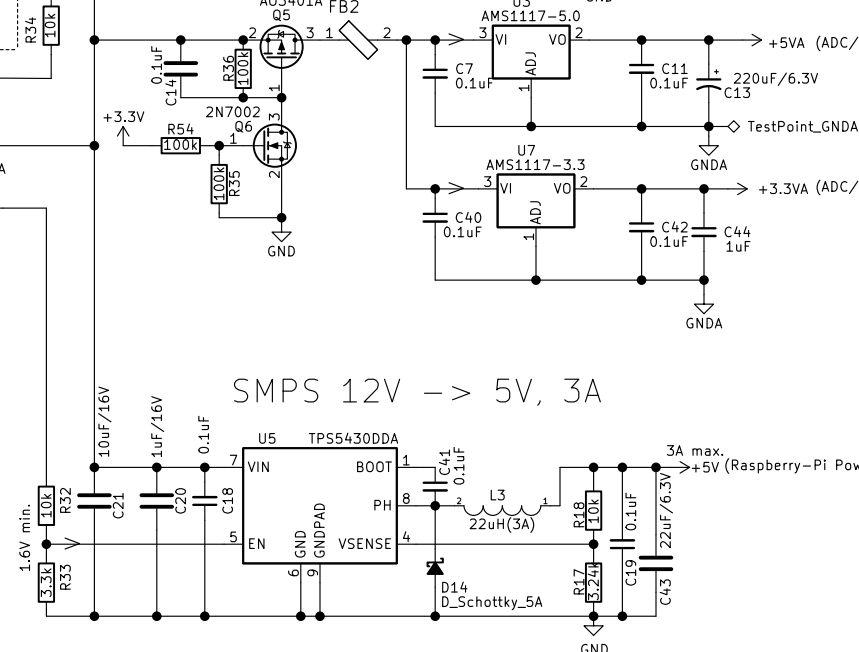 AO3401A
Q5
FB2
U3
AMS1117-5.0
GND
R34
10k
0.1uF
C14
R36
100k
2
3
1
2
1
3
VI
VO
2
ADJ
1
+5VA (ADC/
C7
0.1uF
C11
0.1uF
+
220uF/6.3V
C13
+3.3V
2N7002
Q6
R54
100k
1
3
2
100k
R35
GND
TestPoint_GNDA
GNDA
U7
AMS1117-3.3
3
VI
VO
2
ADJ
1
+3.3VA (ADC/
C40
0.1uF
C42
0.1uF
C44
1uF
GNDA
A
SMPS 12V -> 5V, 3A
10uF/16V
1uF/16V
0.1uF
U5
TPS5430DDA
7
VIN
BOOT
1
C41
0.1uF
PH
8
2
L3
1
22uH(3A)
3A max.
+5V (Raspberry-Pi Pow
10k
R32
C21
C20
C18
R18
10k
0.1uF
22uF/6.3V
1.6V min.
5
EN
GND
GNDPAD
VSENSE
4
6
9
3.3k
R33
D14
D_Schottky_5A
R17
3.24k
C19
C43
GND